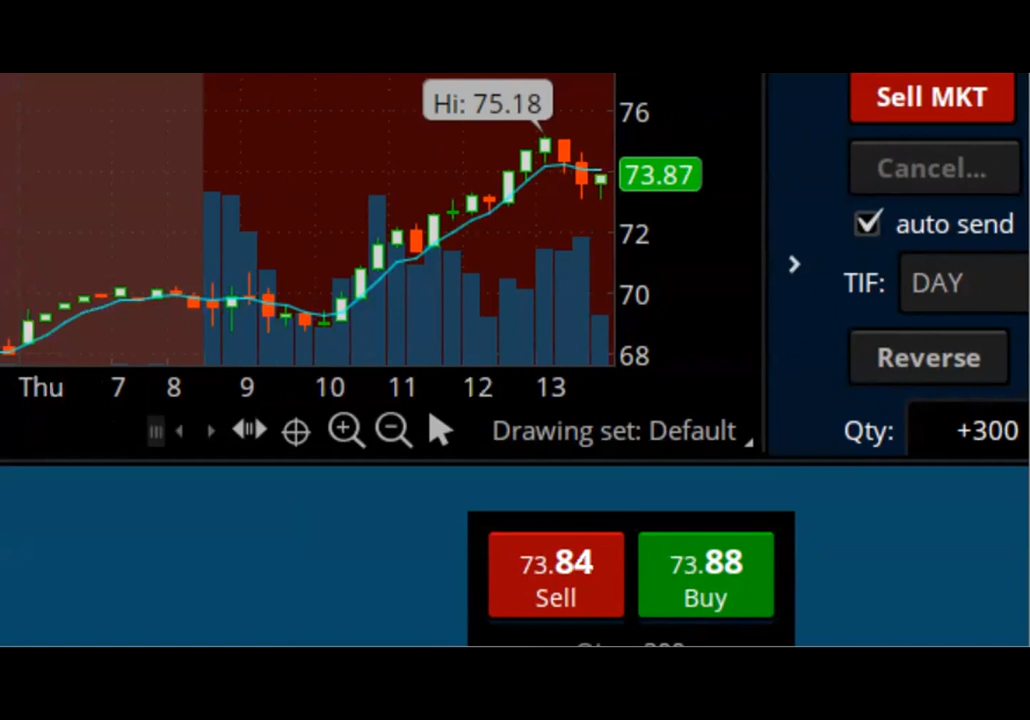 Hi: 75.18
76
73.87
72
70
68
Thu 7 8 9 10 11 12 13
Drawing set: Default
Sell MKT
Cancel...
auto send
TIF: DAY
Reverse
Qty: +300
73.84
Sell
73.88
Buy